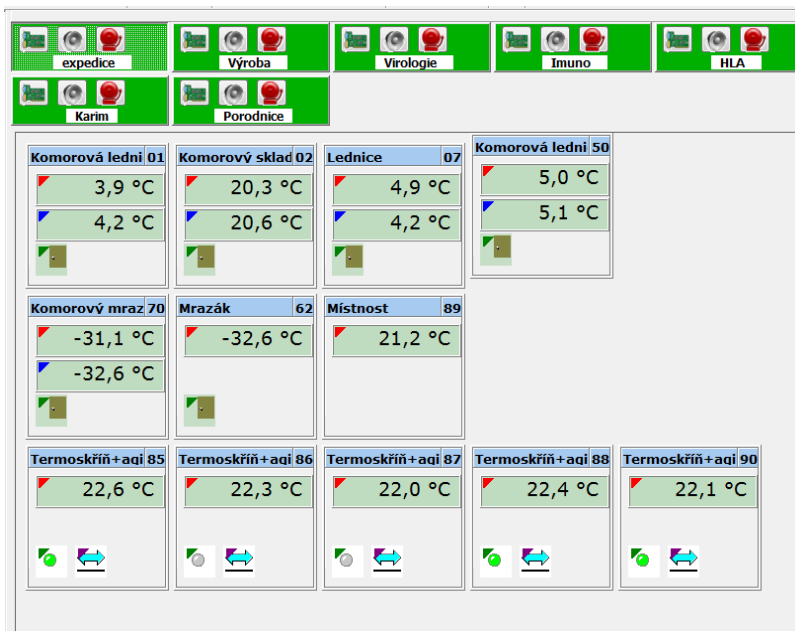 expedice
Výroba
Virologie
Imuno
HLA
Karim
Porodnice
Komorová ledni 01
3,9 °C
4,2 °C
Komorový sklad 02
20,3 °C
20,6 °C
Lednice 07
4,9 °C
4,2 °C
Komorová ledni 50
5,0 °C
5,1 °C
Komorový mraz 70
-31,1 °C
-32,6 °C
Mrazák 62
-32,6 °C
Místnost 89
21,2 °C
Termoskříň+agi 85
22,6 °C
Termoskříň+agi 86
22,3 °C
Termoskříň+agi 87
22,0 °C
Termoskříň+agi 88
22,4 °C
Termoskříň+agi 90
22,1 °C